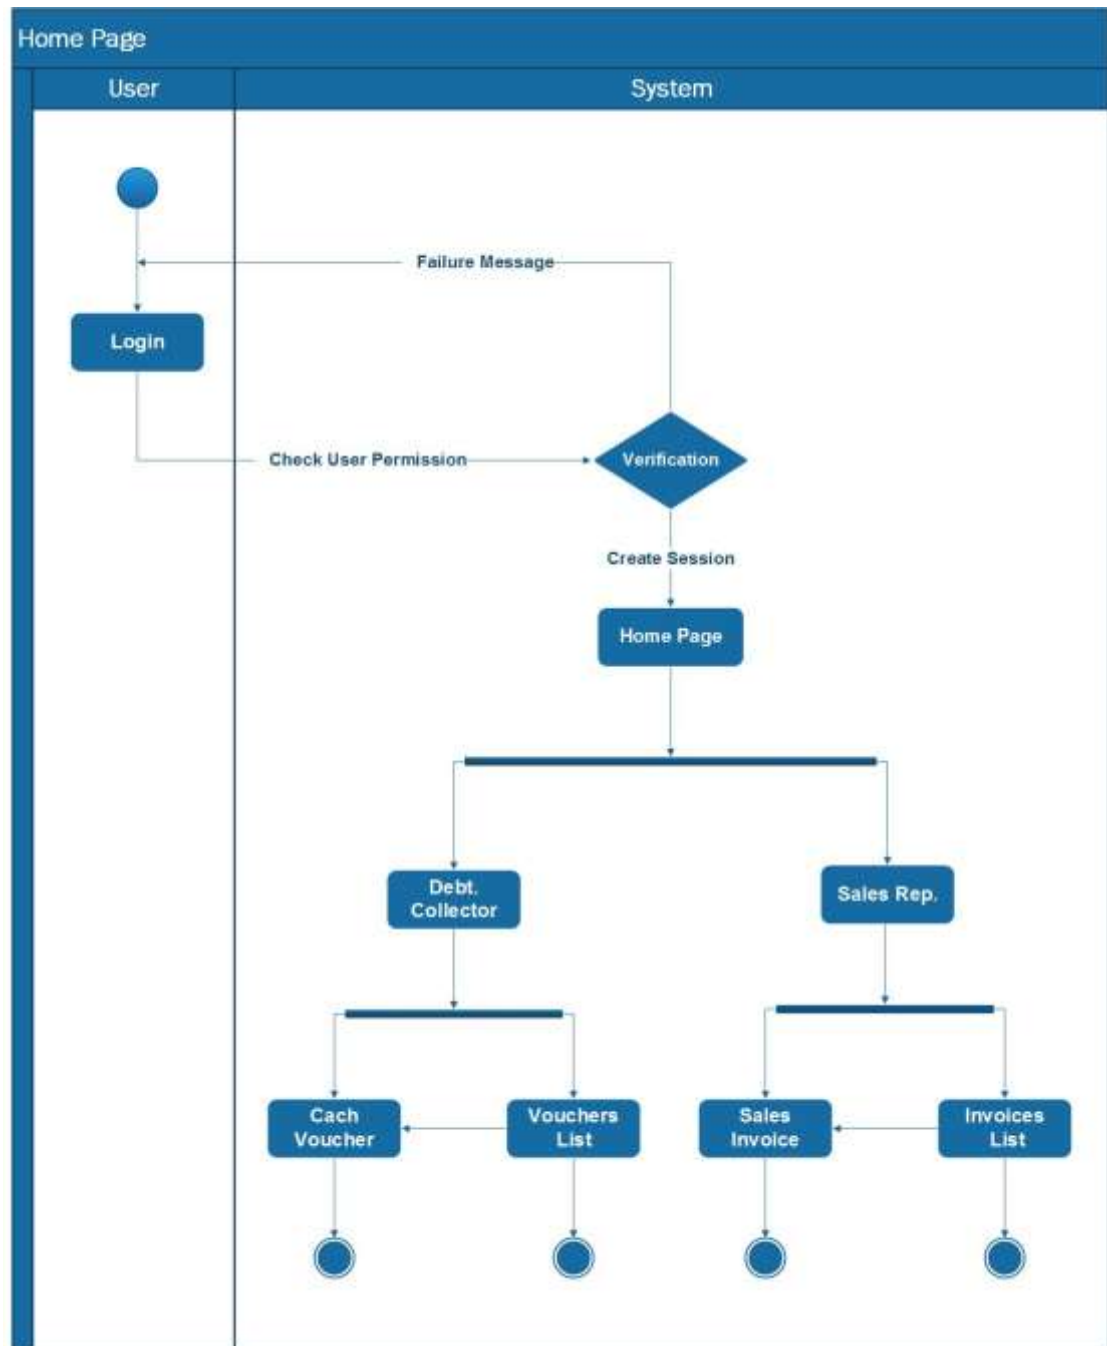 Home Page
User
System
Failure Message
Login
Check User Permission
Verification
Create Session
Home Page
Debt.
Collector
Sales Rep.
Cach
Voucher
Vouchers
List
Sales
Invoice
Invoices
List